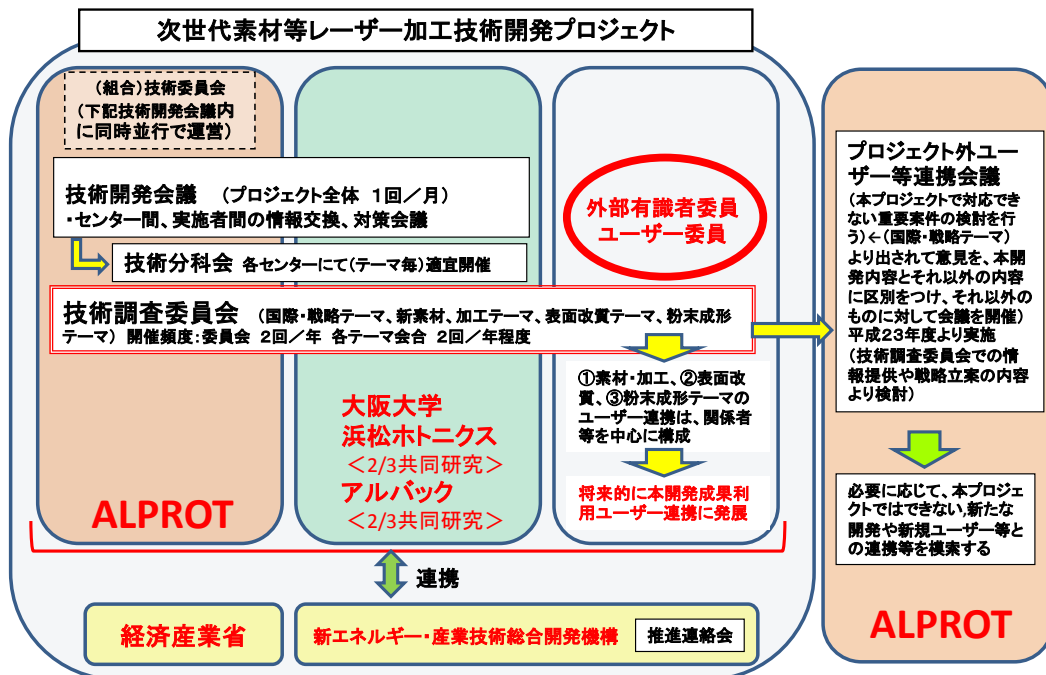 次世代素材等レーザー加工技術開発プロジェクト
(組合)技術委員会
(下記技術開発会議内
に同時並行で運営)
技術開発会議 (プロジェクト全体 1回/月)
・センター間、実施者間の情報交換、対策会議
技術分科会 各センターにて(テーマ毎)適宜開催
技術調査委員会 (国際・戦略テーマ、新素材、加工テーマ、表面改質テーマ、粉末成形
テーマ) 開催頻度:委員会 2回/年 各テーマ会合 2回/年程度
外部有識者委員
ユーザー委員
①素材・加工、②表面改
質、③粉末成形テーマの
ユーザー連携は、関係者
等を中心に構成
将来的に本開発成果利
用ユーザー連携に発展
大阪大学
浜松ホトニクス
<2/3共同研究>
アルバック
<2/3共同研究>
ALPROT
連携
経済産業省
新エネルギー・産業技術総合開発機構
推進連絡会
プロジェクト外ユー
ザー等連携会議
(本プロジェクトで対応でき
ない重要案件の検討を行
う)←(国際・戦略テーマ)
より出されて意見を、本開
発内容とそれ以外の内容
に区別をつけ、それ以外の
ものに対して会議を開催)
平成23年度より実施
(技術調査委員会での情
報提供や戦略立案の内容
より検討)
必要に応じて、本プロジェ
クトではできない,新たな
開発や新規ユーザー等と
の連携等を模索する
ALPROT